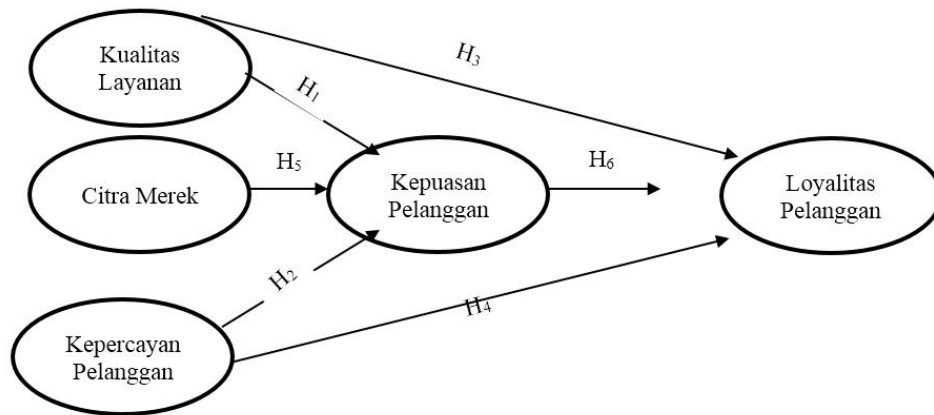 Kualitas
Layanan
H₃
H₁
Citra Merek
H₅
Kepuasan
Pelanggan
H₆
Loyalitas
Pelanggan
H₂
H₄
Kepercayan
Pelanggan